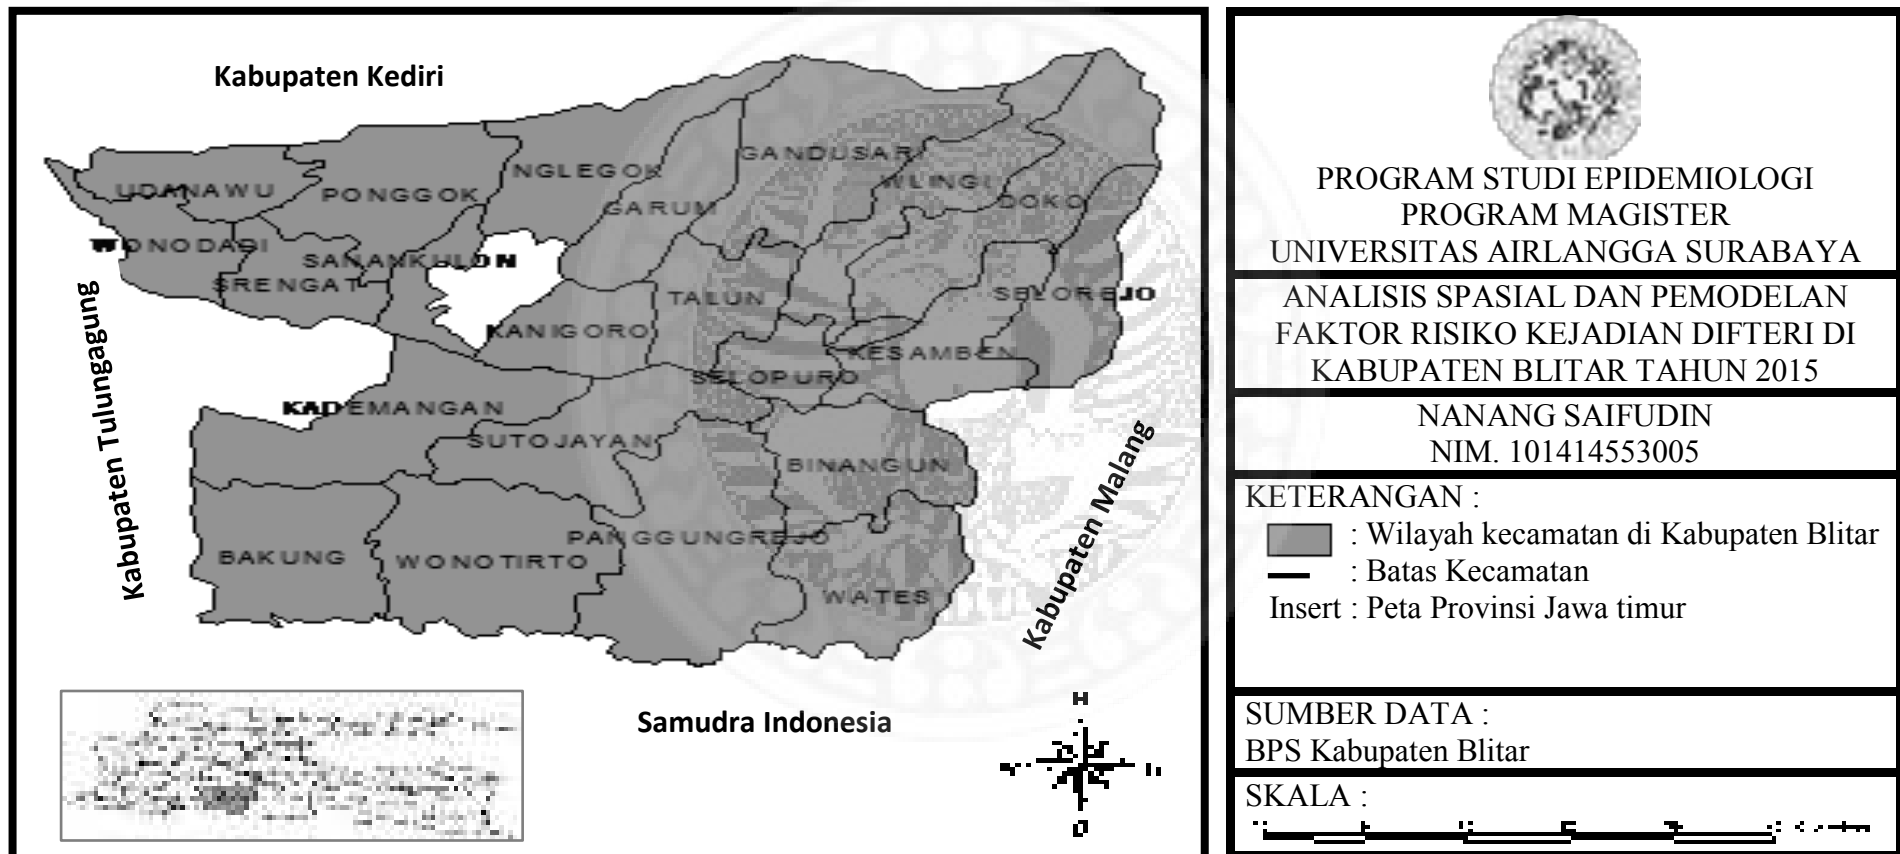 Kabupaten Kediri
UDANAWU
PONGGOK
NGLEGOK
GARUM
GANDUSARI
WLINGI
DOKO
WONODADI
SANANKULON
SRENGAT
KANIGORO
TALUN
SELOREJO
KESAMBEN
SELOPURO
KADEMANGAN
SUTOJAYAN
BINANGUN
BAKUNG
WONOTIRTO
PANGGUNGREJO
WATES
Kabupaten Tulunggagung
Kabupaten Malang
Samudra Indonesia
PROGRAM STUDI EPIDEMIOLOGI
PROGRAM MAGISTER
UNIVERSITAS AIRLANGGA SURABAYA
ANALISIS SPASIAL DAN PEMODELAN
FAKTOR RISIKO KEJADIAN DIFTERI DI
KABUPATEN BLITAR TAHUN 2015
NANANG SAIFUDIN
NIM. 101414553005
KETERANGAN :
: Wilayah kecamatan di Kabupaten Blitar
: Batas Kecamatan
Insert : Peta Provinsi Jawa timur
SUMBER DATA :
BPS Kabupaten Blitar
SKALA :